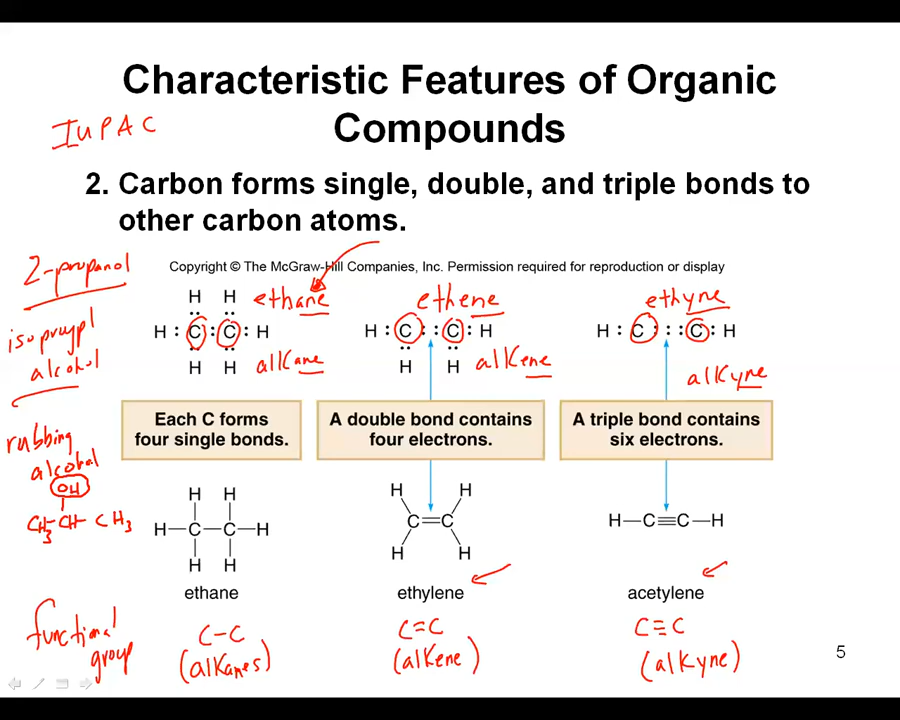 Characteristic Features of Organic
Compounds
IUPAC
2. Carbon forms single, double, and triple bonds to
other carbon atoms.
Copyright © The McGraw-Hill Companies, Inc. Permission required for reproduction or display
2-propanol
isopropyl
alcohol
rubbing
alcohol
OH
CH3-CH-CH3
functional
group
H H
H : C : C : H
H H
ethane
alkane
Each C forms
four single bonds.
H H
H—C—C—H
H H
ethane
C-C
(alkanes)
ethene
H : C :: C : H
H H
alkene
A double bond contains
four electrons.
H H
C=C
H H
ethylene
C=C
(alkene)
ethyne
H : C ::: C : H
alkyne
A triple bond contains
six electrons.
H—C≡C—H
acetylene
C≡C
(alkyne)
5